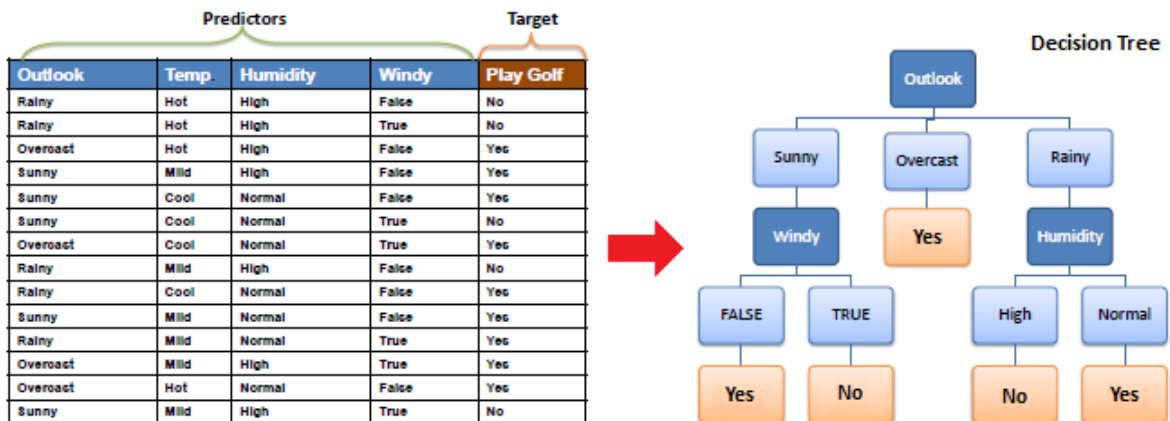 Predictors Target
Outlook Temp. Humidity Windy Play Golf
Rainy Hot High False No
Rainy Hot High True No
Overcast Hot High False Yes
Sunny Mild High False Yes
Sunny Cool Normal False Yes
Sunny Cool Normal True No
Overcast Cool Normal True Yes
Rainy Mild High False No
Rainy Cool Normal False Yes
Sunny Mild Normal False Yes
Rainy Mild Normal True Yes
Overcast Mild High True Yes
Overcast Hot Normal False Yes
Sunny Mild High True No
Decision Tree
Outlook
Sunny Overcast Rainy
Windy Yes Humidity
FALSE TRUE High Normal
Yes No No Yes